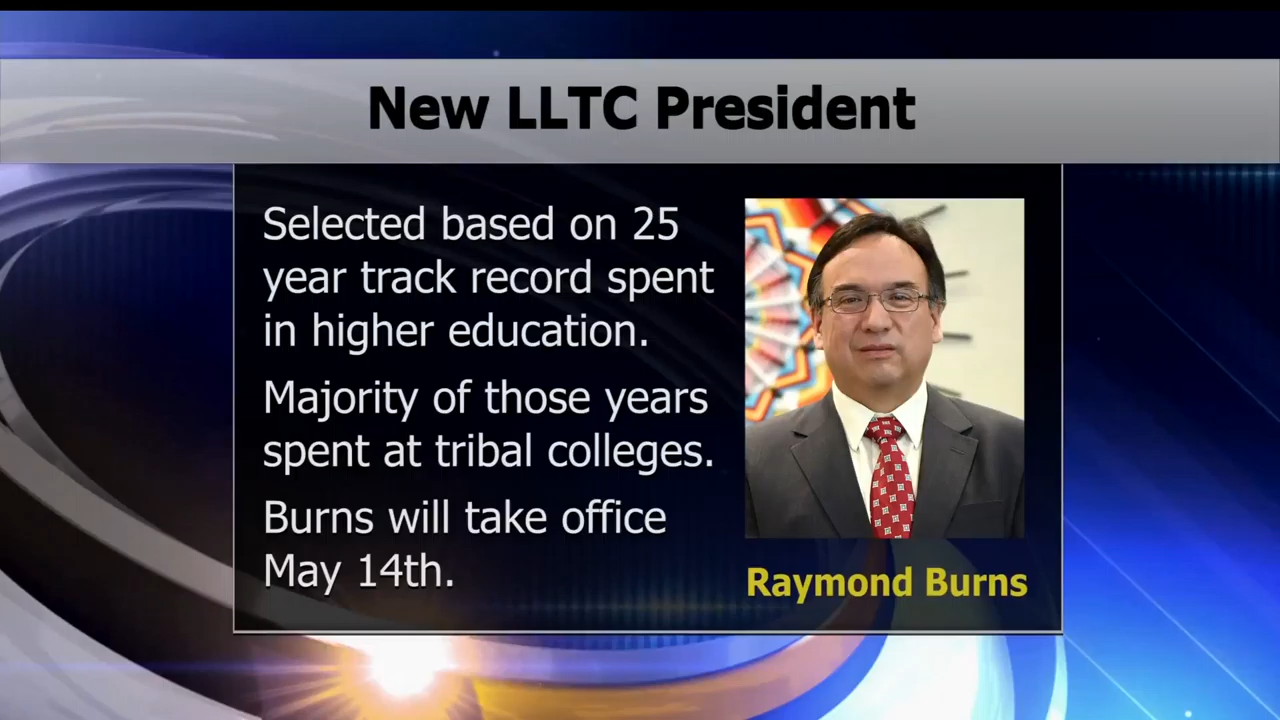 New LLTC President
Selected based on 25
year track record spent
in higher education.
Majority of those years
spent at tribal colleges.
Burns will take office
May 14th.
Raymond Burns